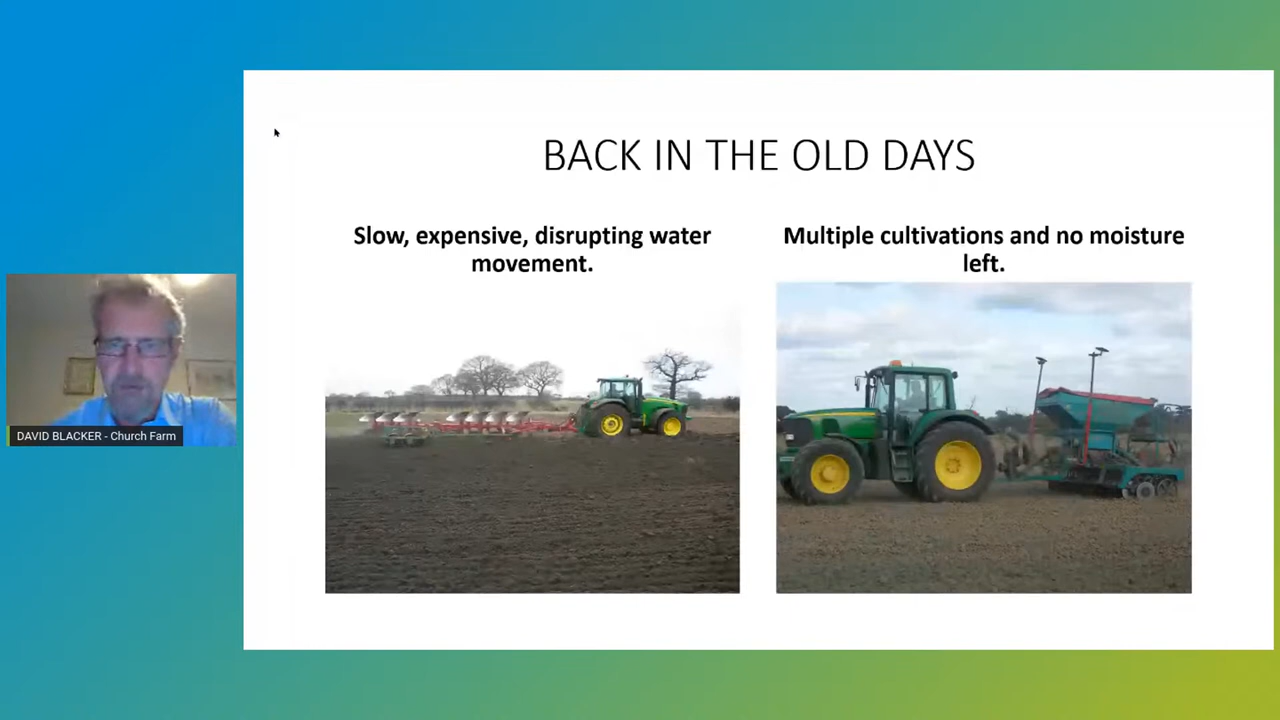 BACK IN THE OLD DAYS
Slow, expensive, disrupting water
movement.
Multiple cultivations and no moisture
left.
DAVID BLACKER - Church Farm